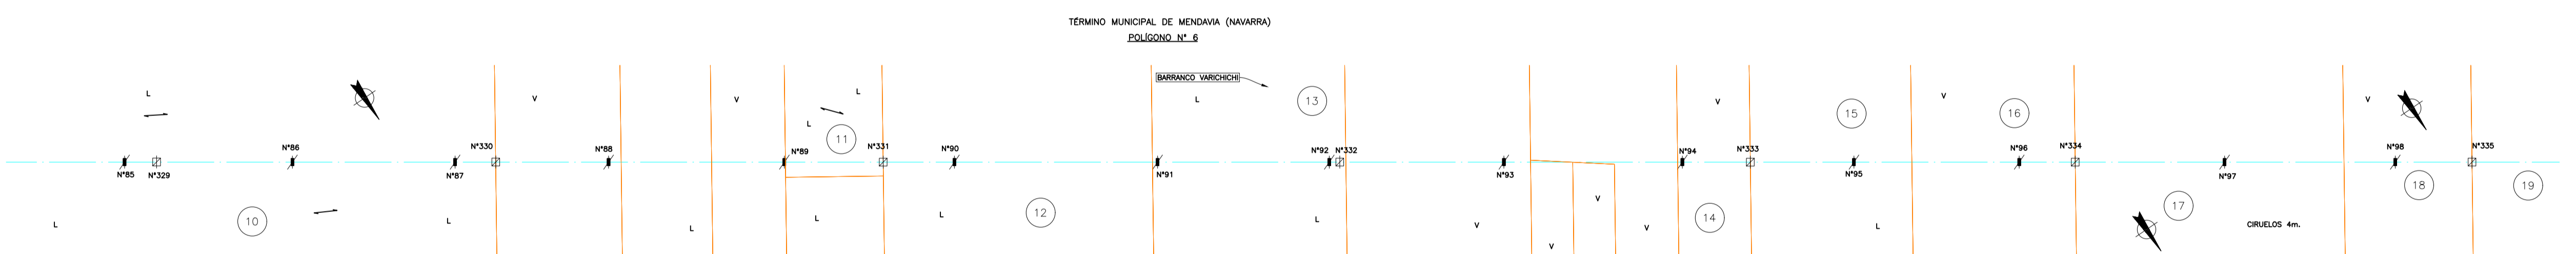 TÉRMINO MUNICIPAL DE MENDAVIA (NAVARRA)
POLÍGONO N° 6
BARRANCO VARICHICHI
L
V
V
L
L
L
V
V
V
11
13
15
16
N°85
N°329
N°86
N°87
N°330
N°88
N°89
N°331
N°90
N°91
N°92
N°332
N°93
N°94
N°333
N°95
N°96
N°334
N°97
N°98
N°335
L
10
L
L
L
L
12
L
V
V
V
V
14
L
17
CIRUELOS 4m.
18
19